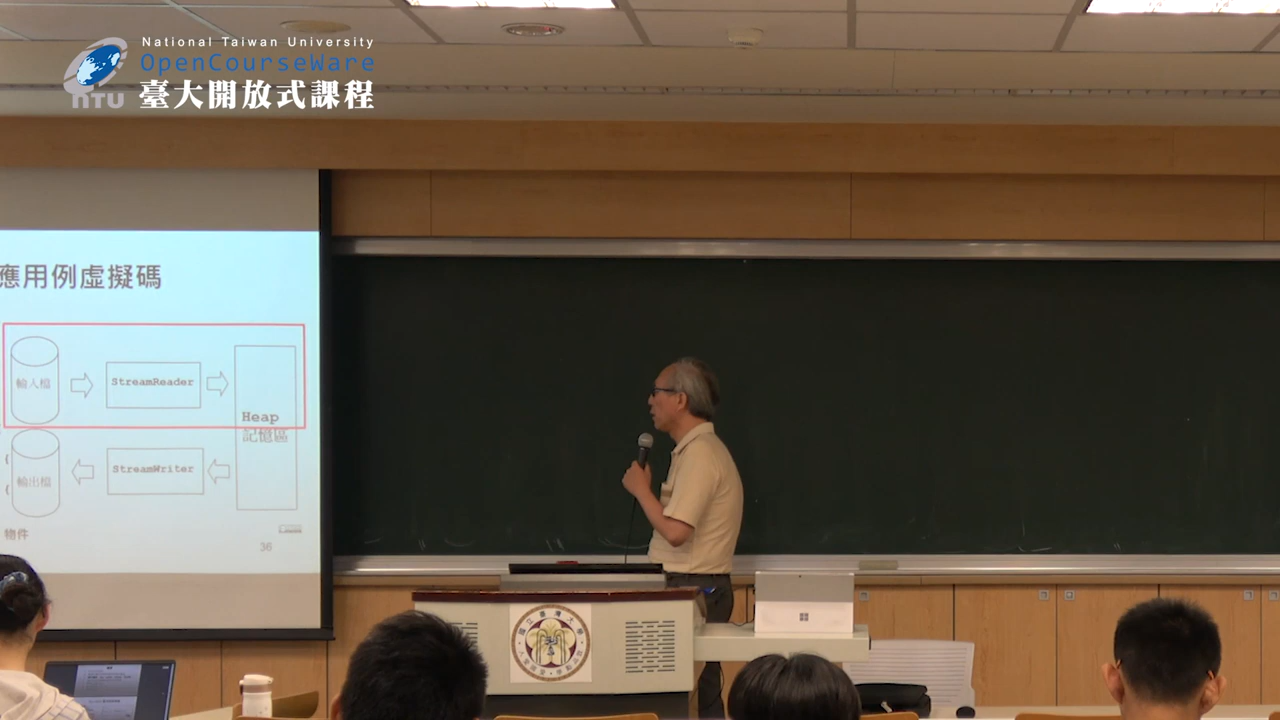 National Taiwan University
OpenCourseWare
臺大開放式課程
NTU
應用例虛擬碼
輸入檔
StreamReader
Heap
記憶區
輸出檔
StreamWriter
{
{
物件
36